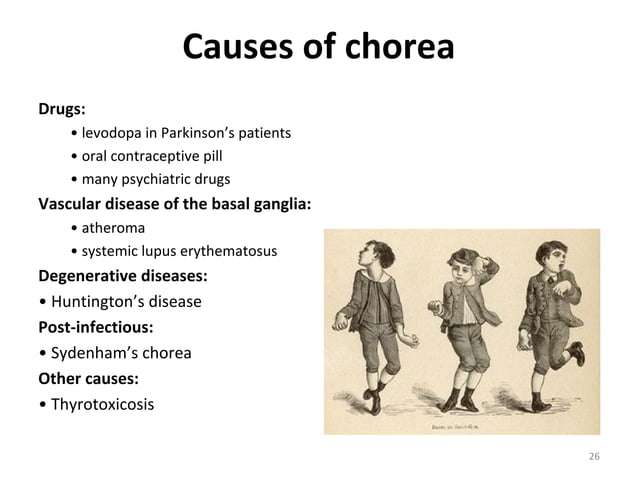 Causes of chorea
Drugs:
• levodopa in Parkinson’s patients
• oral contraceptive pill
• many psychiatric drugs
Vascular disease of the basal ganglia:
• atheroma
• systemic lupus erythematosus
Degenerative diseases:
• Huntington’s disease
Post-infectious:
• Sydenham’s chorea
Other causes:
• Thyrotoxicosis
26